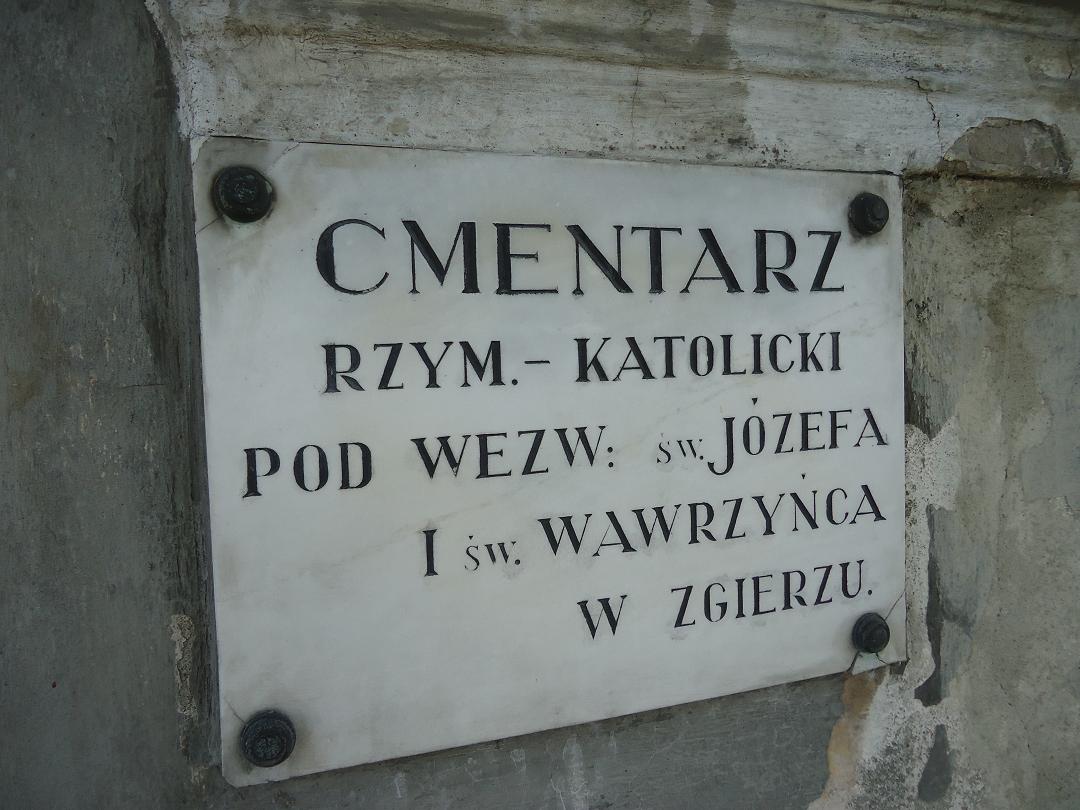 CMENTARZ
RZYM.-KATOLICKI
POD WEZW: św. JÓZEFA
I św. WAWRZYŃCA
W ZGIERZU.